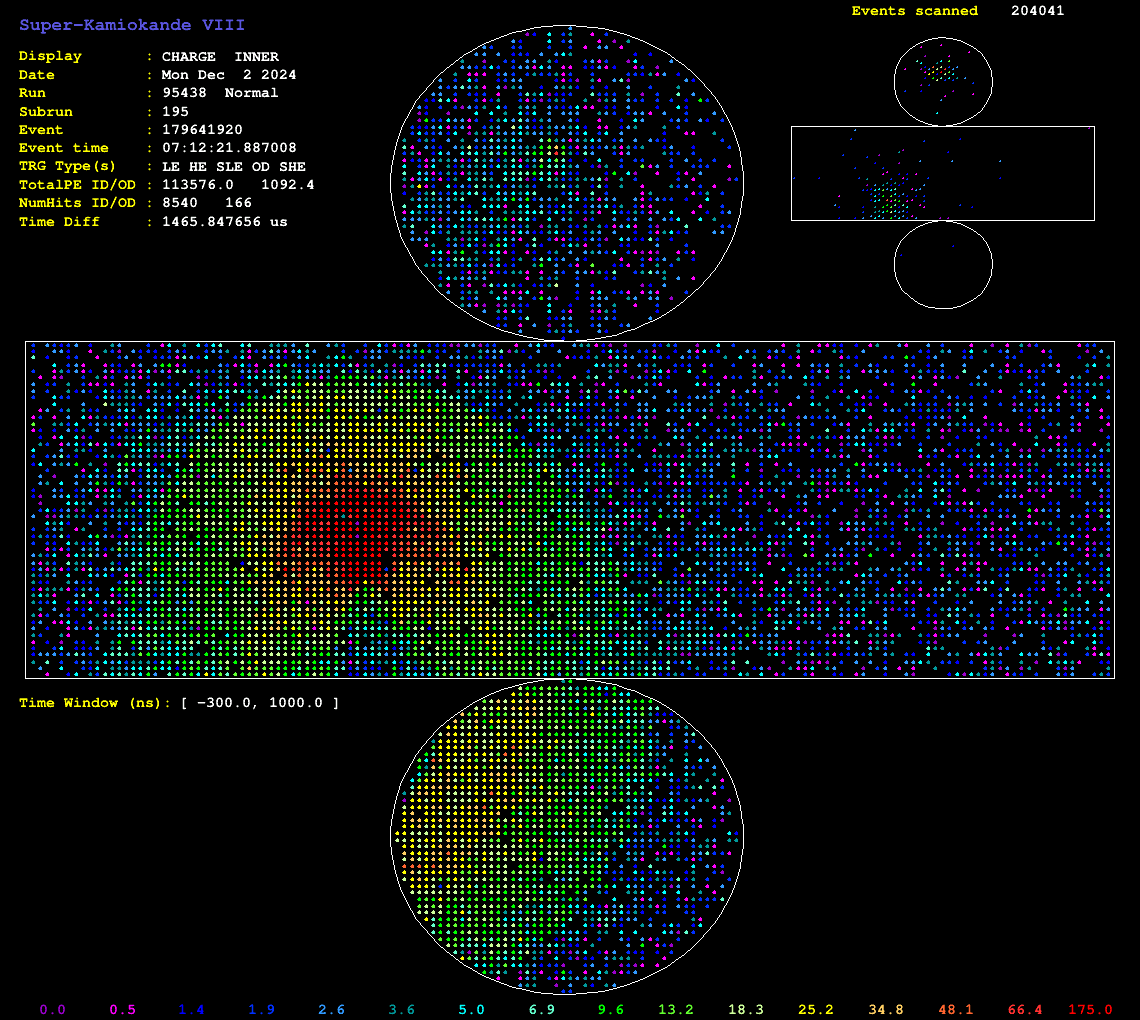 Super-Kamiokande VIII
Events scanned 204041
Display : CHARGE INNER
Date : Mon Dec 2 2024
Run : 95438 Normal
Subrun : 195
Event : 179641920
Event time : 07:12:21.887008
TRG Type(s) : LE HE SLE OD SHE
TotalPE ID/OD : 113576.0 1092.4
NumHits ID/OD : 8540 166
Time Diff : 1465.847656 us
Time Window (ns): [ -300.0, 1000.0 ]
0.0 0.5 1.4 1.9 2.6 3.6 5.0 6.9 9.6 13.2 18.3 25.2 34.8 48.1 66.4 175.0